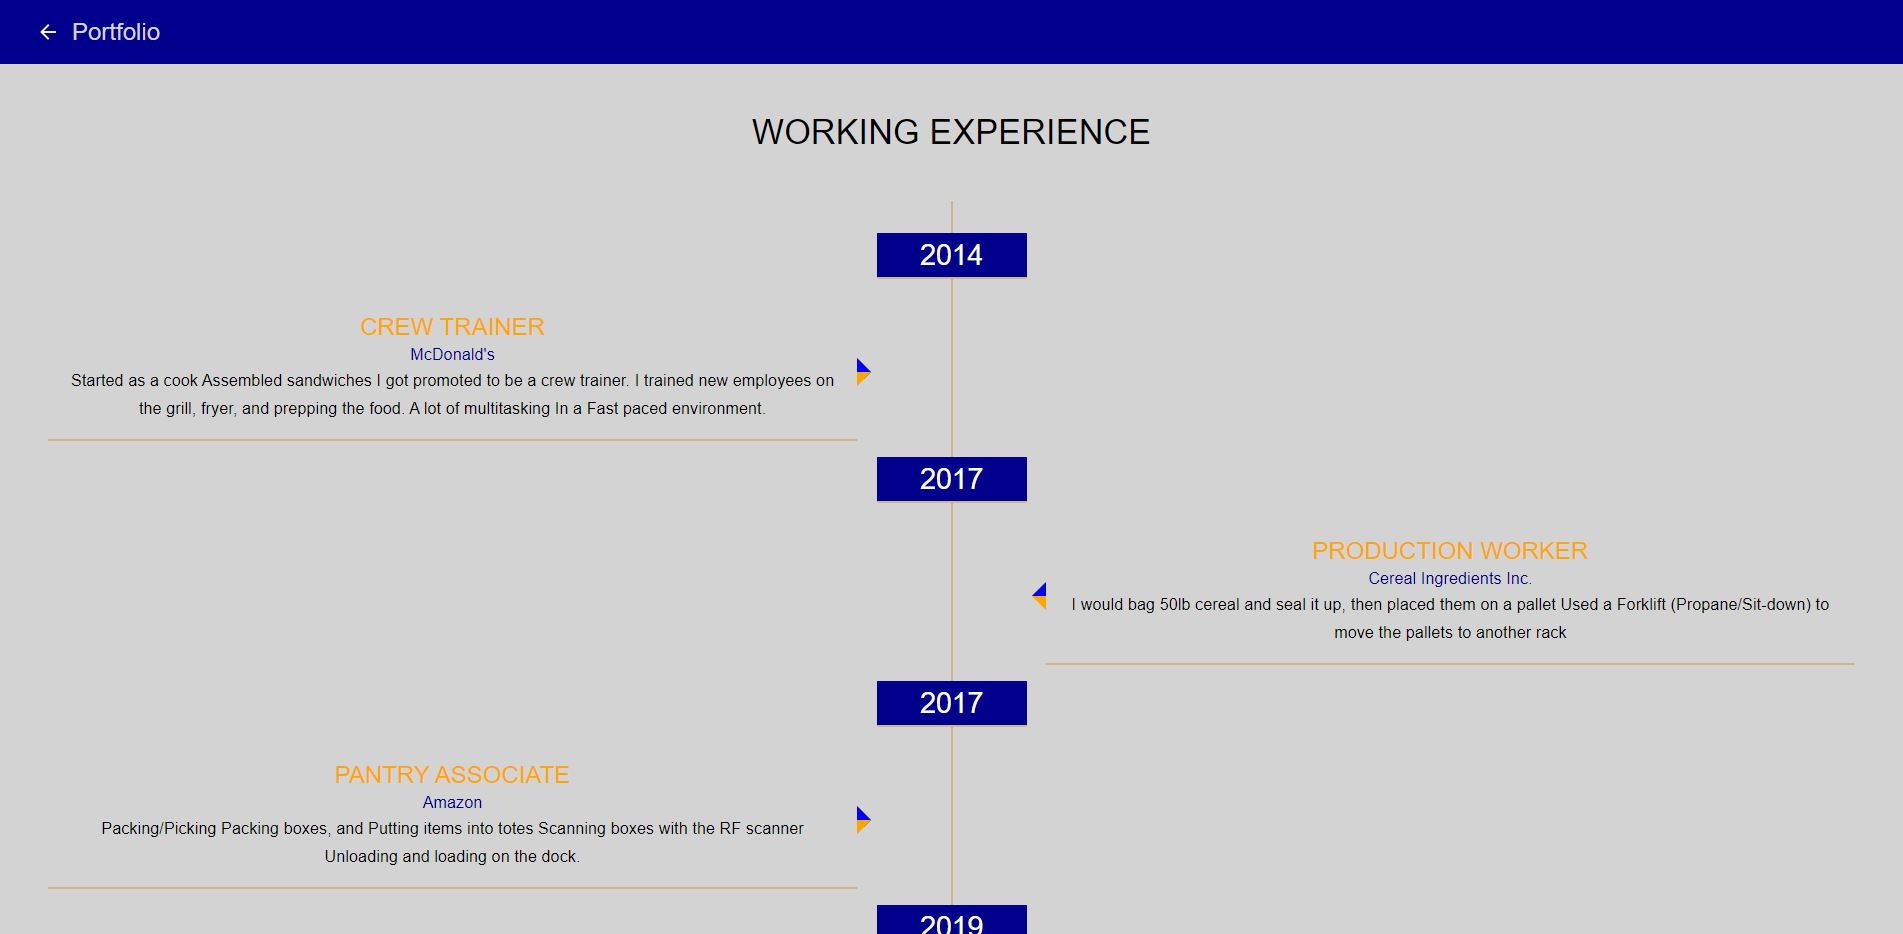 Portfolio
WORKING EXPERIENCE
2014
CREW TRAINER
McDonald's
Started as a cook Assembled sandwiches I got promoted to be a crew trainer. I trained new employees on
the grill, fryer, and prepping the food. A lot of multitasking In a Fast paced environment.
2017
PRODUCTION WORKER
Cereal Ingredients Inc.
I would bag 50lb cereal and seal it up, then placed them on a pallet Used a Forklift (Propane/Sit-down) to
move the pallets to another rack
2017
PANTRY ASSOCIATE
Amazon
Packing/Picking Packing boxes, and Putting items into totes Scanning boxes with the RF scanner
Unloading and loading on the dock.
2019